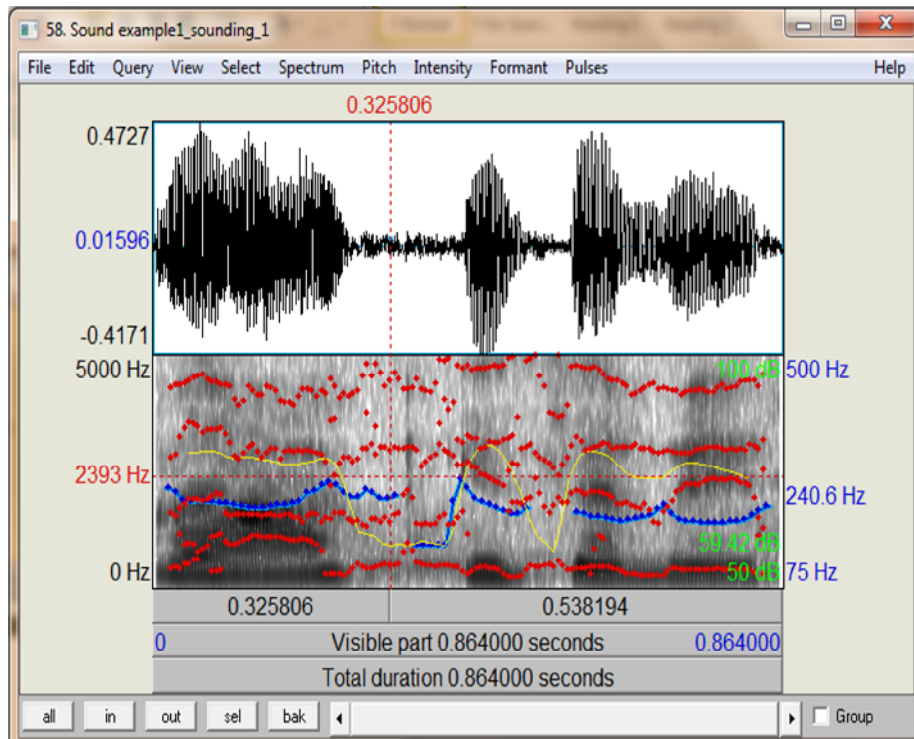 58. Sound example1_sounding_1
File Edit Query View Select Spectrum Pitch Intensity Formant Pulses Help
0.325806
0.4727
0.01596
-0.4171
5000 Hz 100 dB 500 Hz
2393 Hz
240.6 Hz
59.42 dB
0 Hz 50 dB 75 Hz
0.325806 0.538194
0 Visible part 0.864000 seconds 0.864000
Total duration 0.864000 seconds
all in out sel bak Group